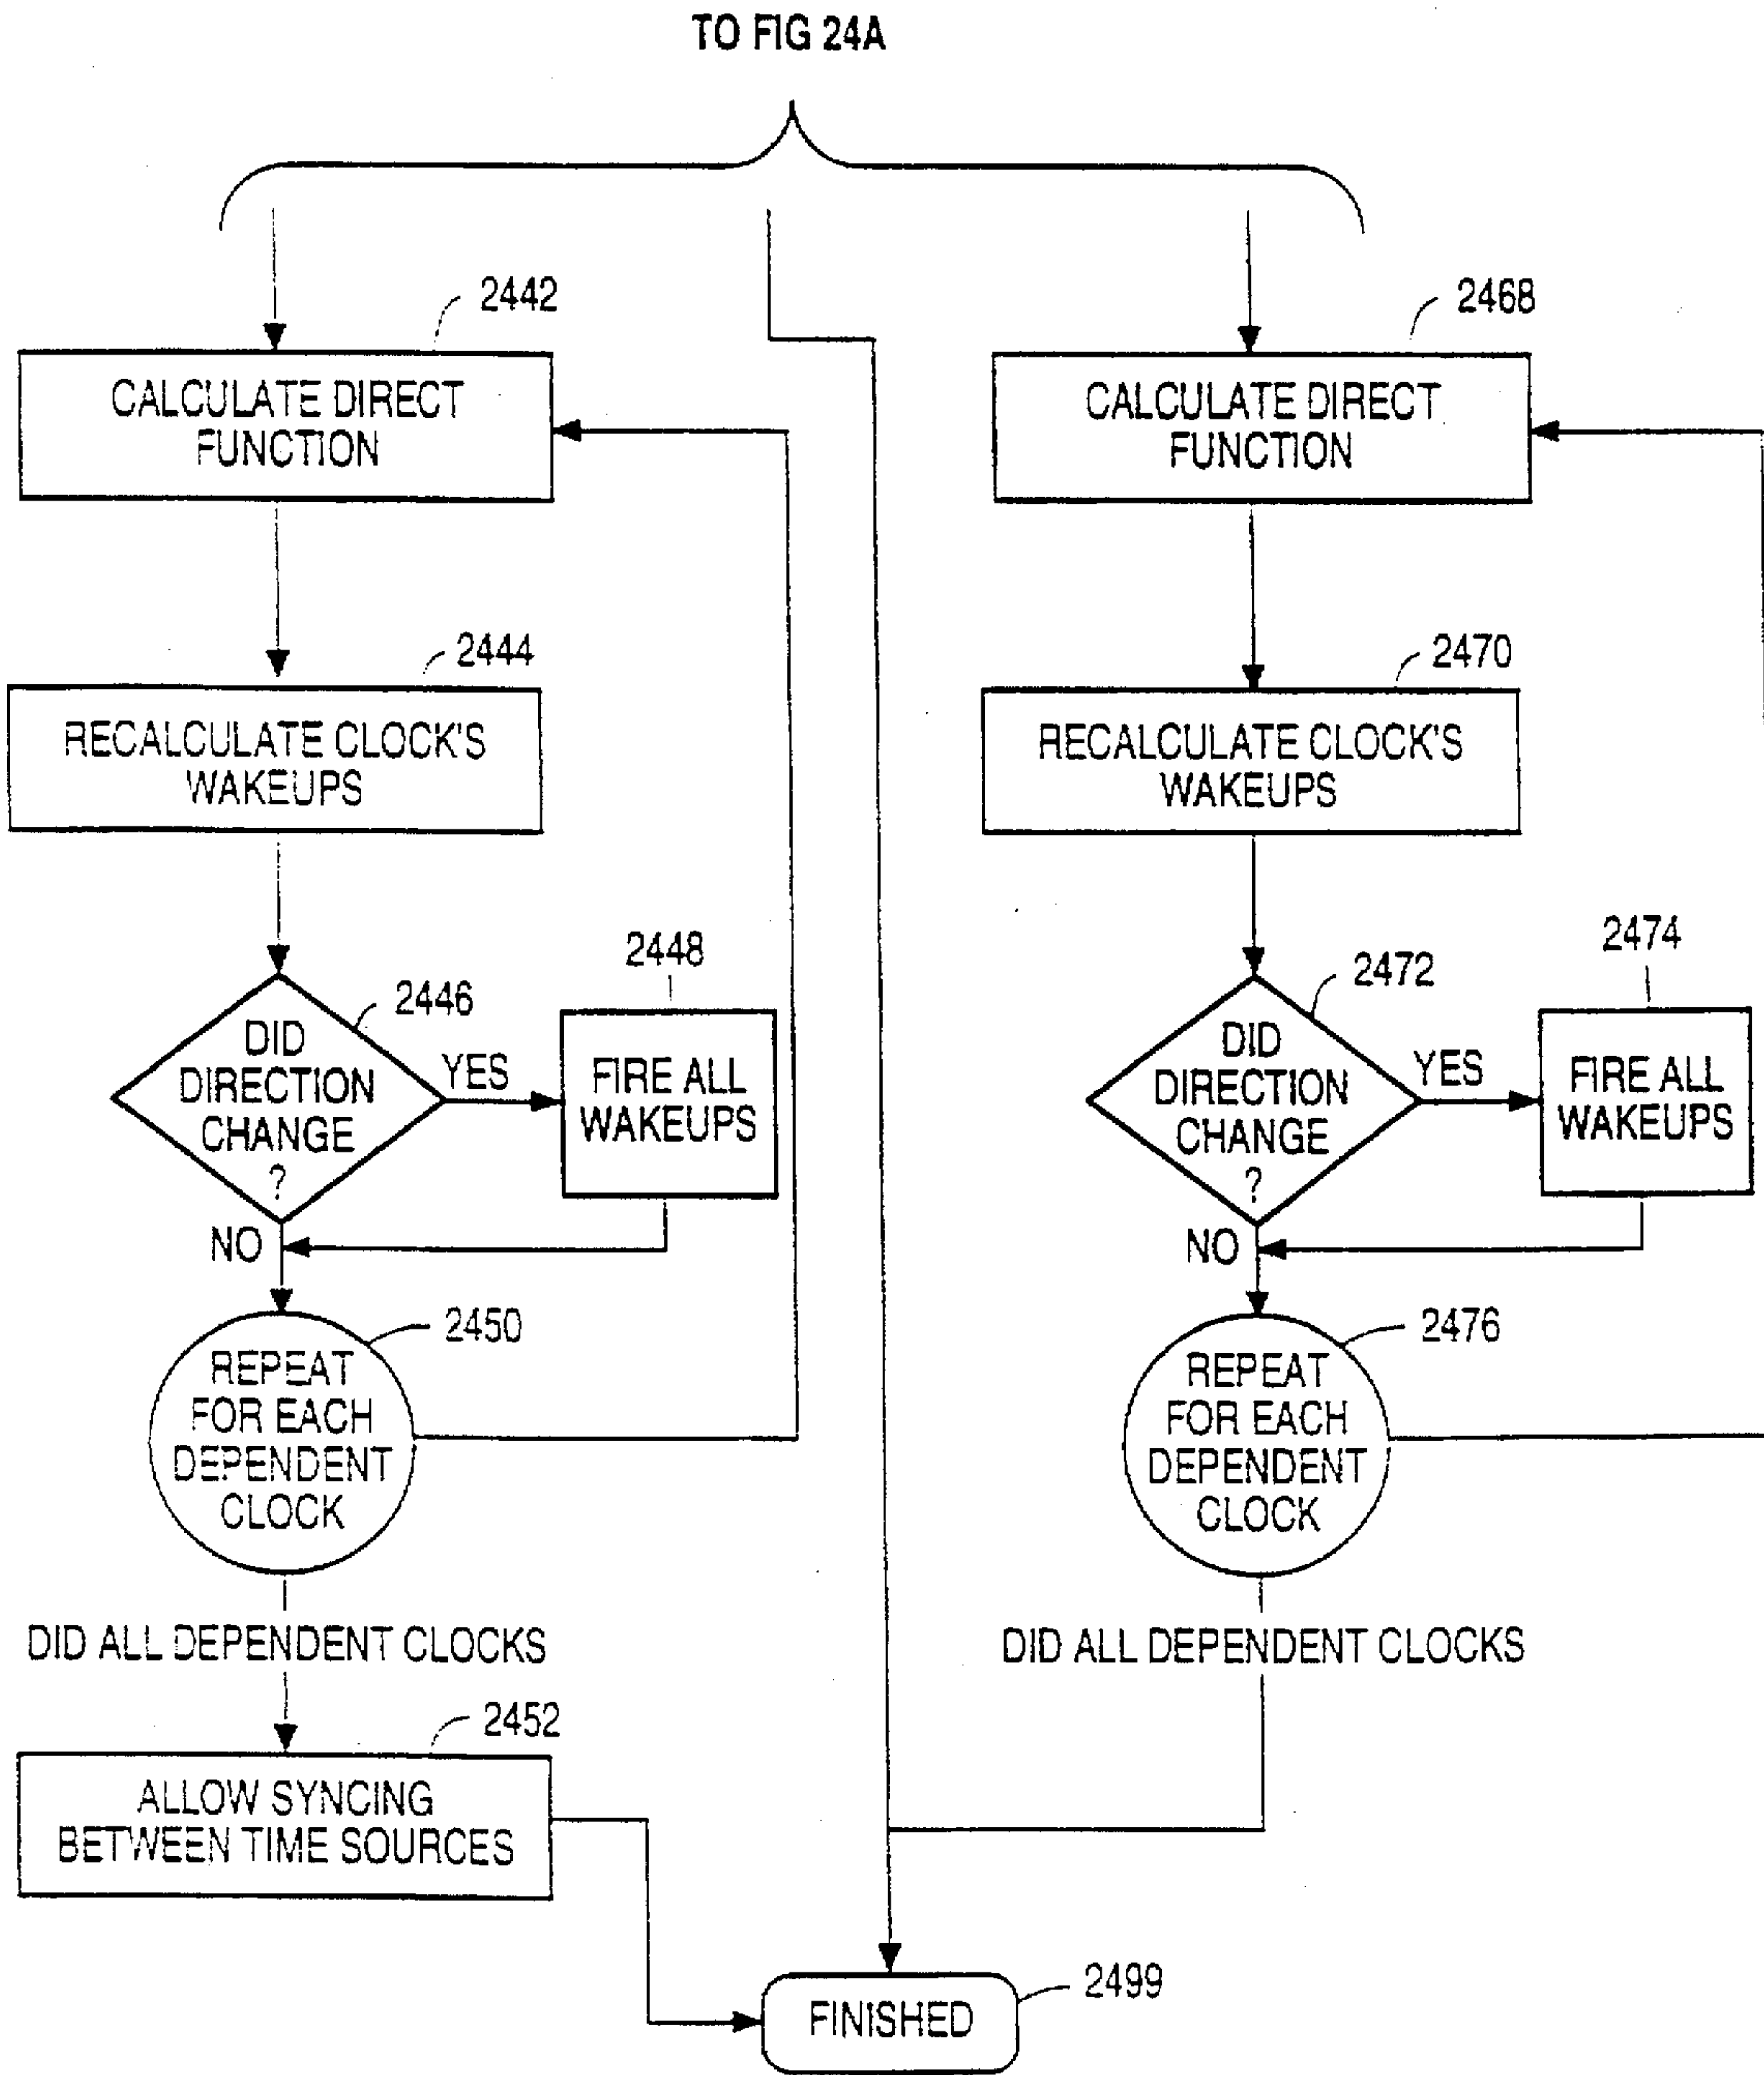 TO FIG 24A
2442
CALCULATE DIRECT
FUNCTION
2444
RECALCULATE CLOCK'S
WAKEUPS
2446
DID
DIRECTION
CHANGE
?
YES
2448
FIRE ALL
WAKEUPS
NO
2450
REPEAT
FOR EACH
DEPENDENT
CLOCK
DID ALL DEPENDENT CLOCKS
2452
ALLOW SYNCING
BETWEEN TIME SOURCES
2468
CALCULATE DIRECT
FUNCTION
2470
RECALCULATE CLOCK'S
WAKEUPS
2472
DID
DIRECTION
CHANGE
?
YES
2474
FIRE ALL
WAKEUPS
NO
2476
REPEAT
FOR EACH
DEPENDENT
CLOCK
DID ALL DEPENDENT CLOCKS
2499
FINISHED